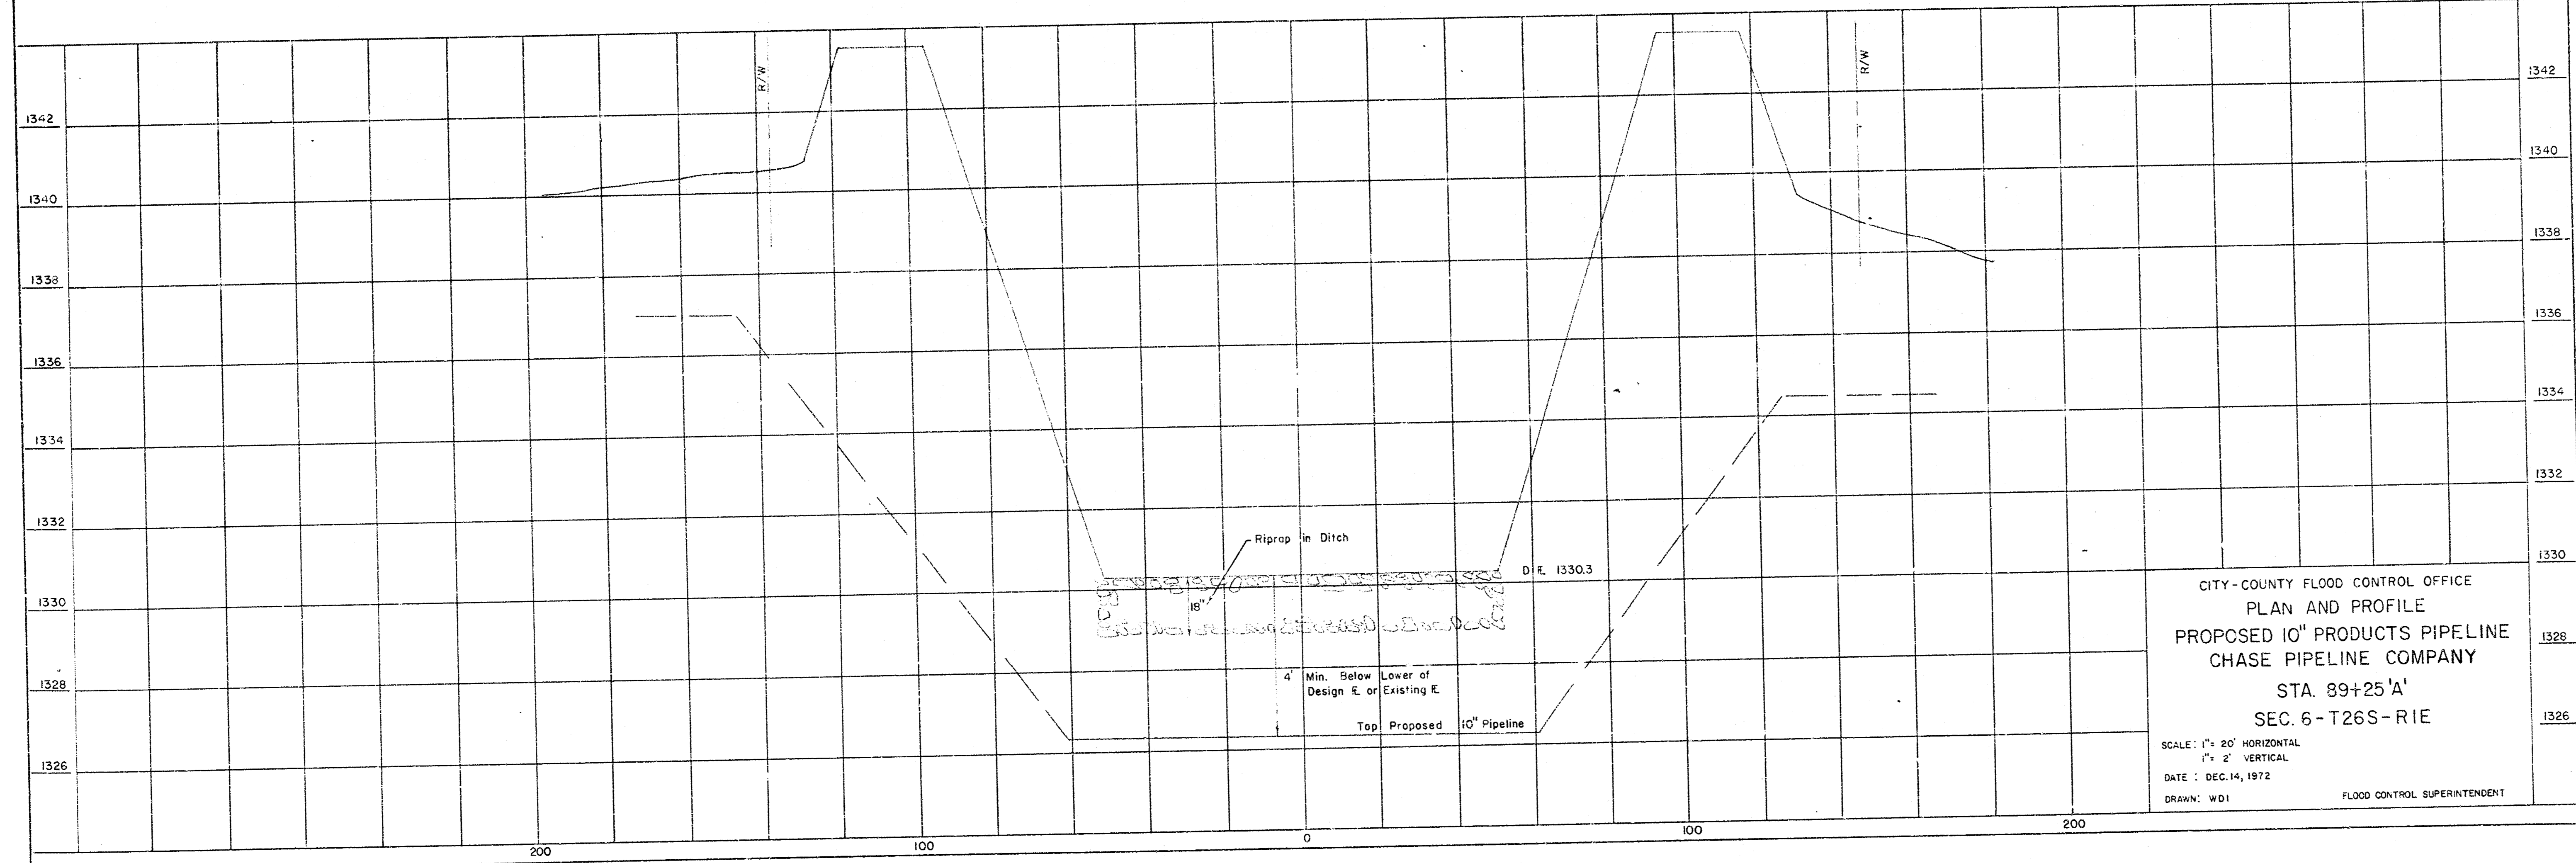 R/W
R/W
1342
1340
1338
1336
1334
1332
1330
1328
1326
1342
1340
1338
1336
1334
1332
1330
1328
1326
Riprap in Ditch
18"
D ℄ 1330.3
4' Min. Below Lower of
Design ℄ or Existing ℄
Top Proposed 10" Pipeline
200
100
0
100
200
CITY-COUNTY FLOOD CONTROL OFFICE
PLAN AND PROFILE
PROPOSED 10" PRODUCTS PIPELINE
CHASE PIPELINE COMPANY
STA. 89+25'A'
SEC. 6-T26S-R1E
SCALE: 1"= 20' HORIZONTAL
1"= 2' VERTICAL
DATE : DEC.14, 1972
DRAWN: WDI
FLOOD CONTROL SUPERINTENDENT